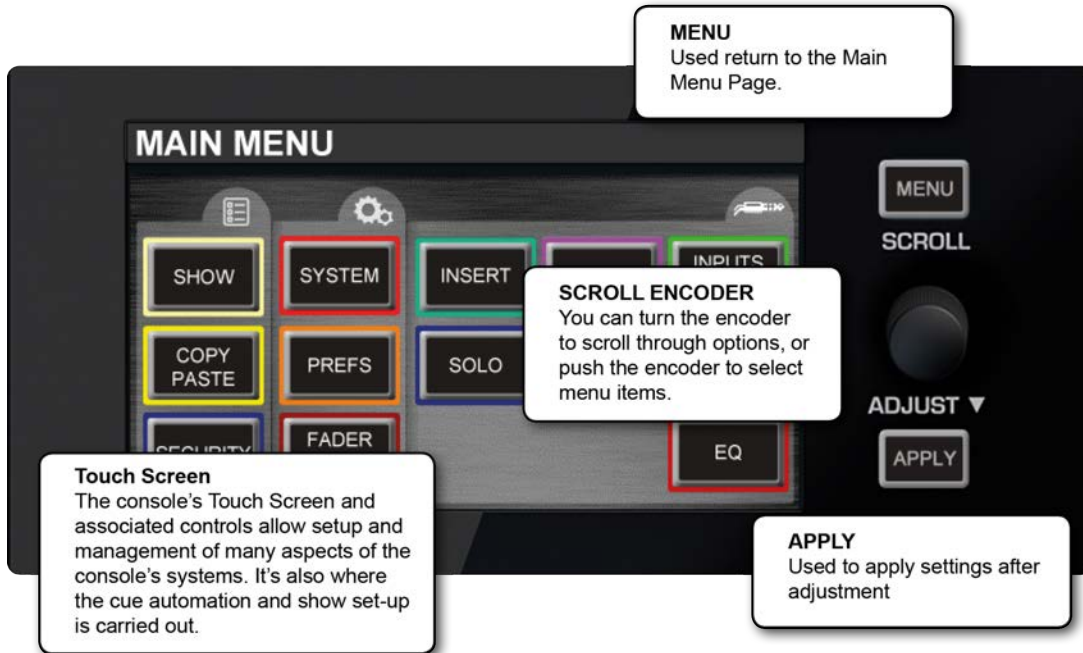 MENU
Used return to the Main
Menu Page.
MAIN MENU
MENU
SCROLL
SHOW
SYSTEM
INSERT
INPUTS
SCROLL ENCODER
You can turn the encoder
to scroll through options, or
push the encoder to select
menu items.
COPY
PASTE
PREFS
SOLO
ADJUST ▼
SECURITY
FADER
EQ
APPLY
Touch Screen
The console's Touch Screen and
associated controls allow setup and
management of many aspects of the
console's systems. It's also where
the cue automation and show set-up
is carried out.
APPLY
Used to apply settings after
adjustment